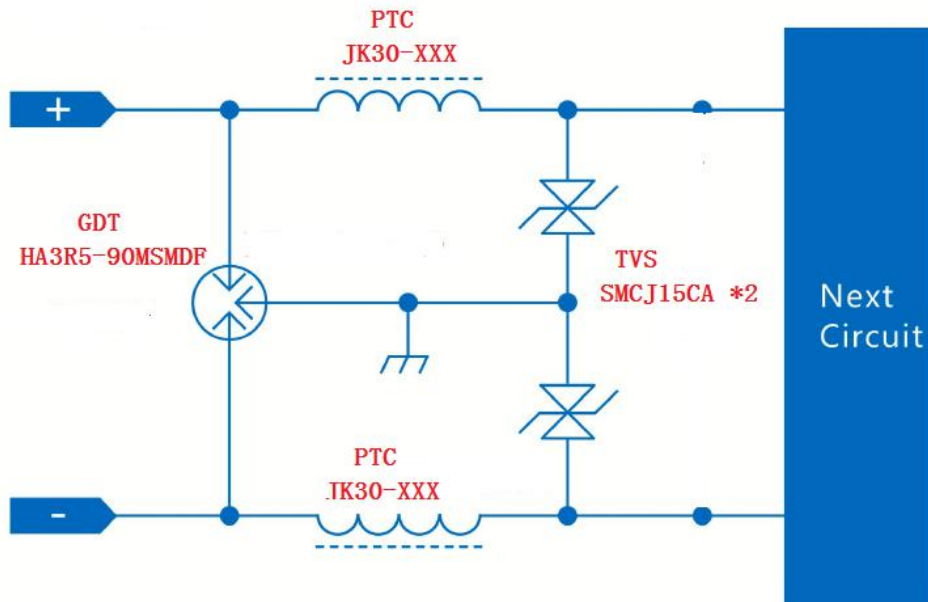 PTC
JK30-XXX
+
GDT
HA3R5-90MSMDF
TVS
SMCJ15CA *2
Next
Circuit
PTC
JK30-XXX
-